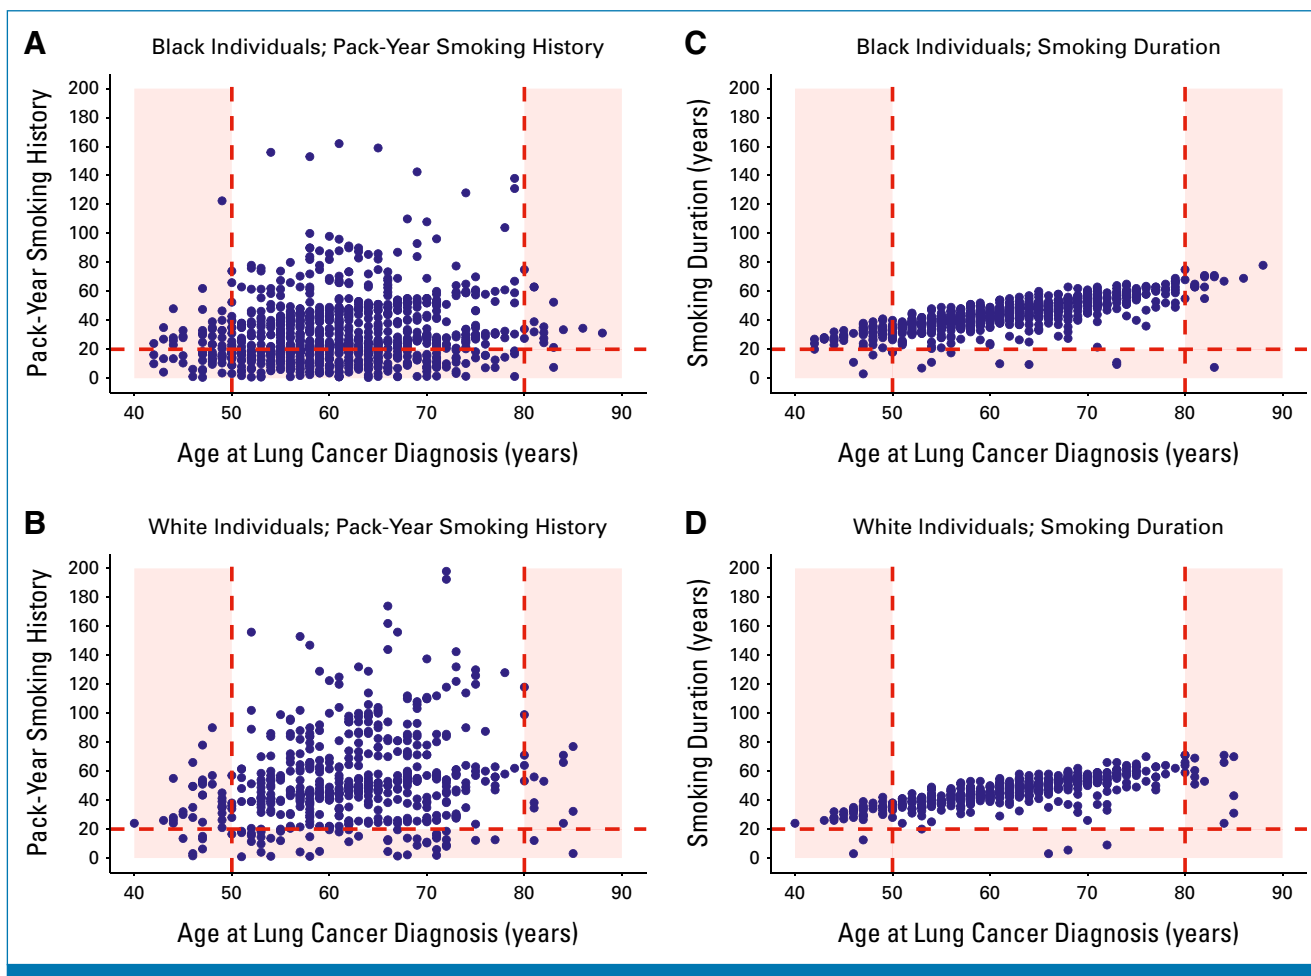 A
Black Individuals; Pack-Year Smoking History
Pack-Year Smoking History
200
180
160
140
120
100
80
60
40
20
0
40 50 60 70 80 90
Age at Lung Cancer Diagnosis (years)
C
Black Individuals; Smoking Duration
Smoking Duration (years)
200
180
160
140
120
100
80
60
40
20
0
40 50 60 70 80 90
Age at Lung Cancer Diagnosis (years)
B
White Individuals; Pack-Year Smoking History
Pack-Year Smoking History
200
180
160
140
120
100
80
60
40
20
0
40 50 60 70 80 90
Age at Lung Cancer Diagnosis (years)
D
White Individuals; Smoking Duration
Smoking Duration (years)
200
180
160
140
120
100
80
60
40
20
0
40 50 60 70 80 90
Age at Lung Cancer Diagnosis (years)